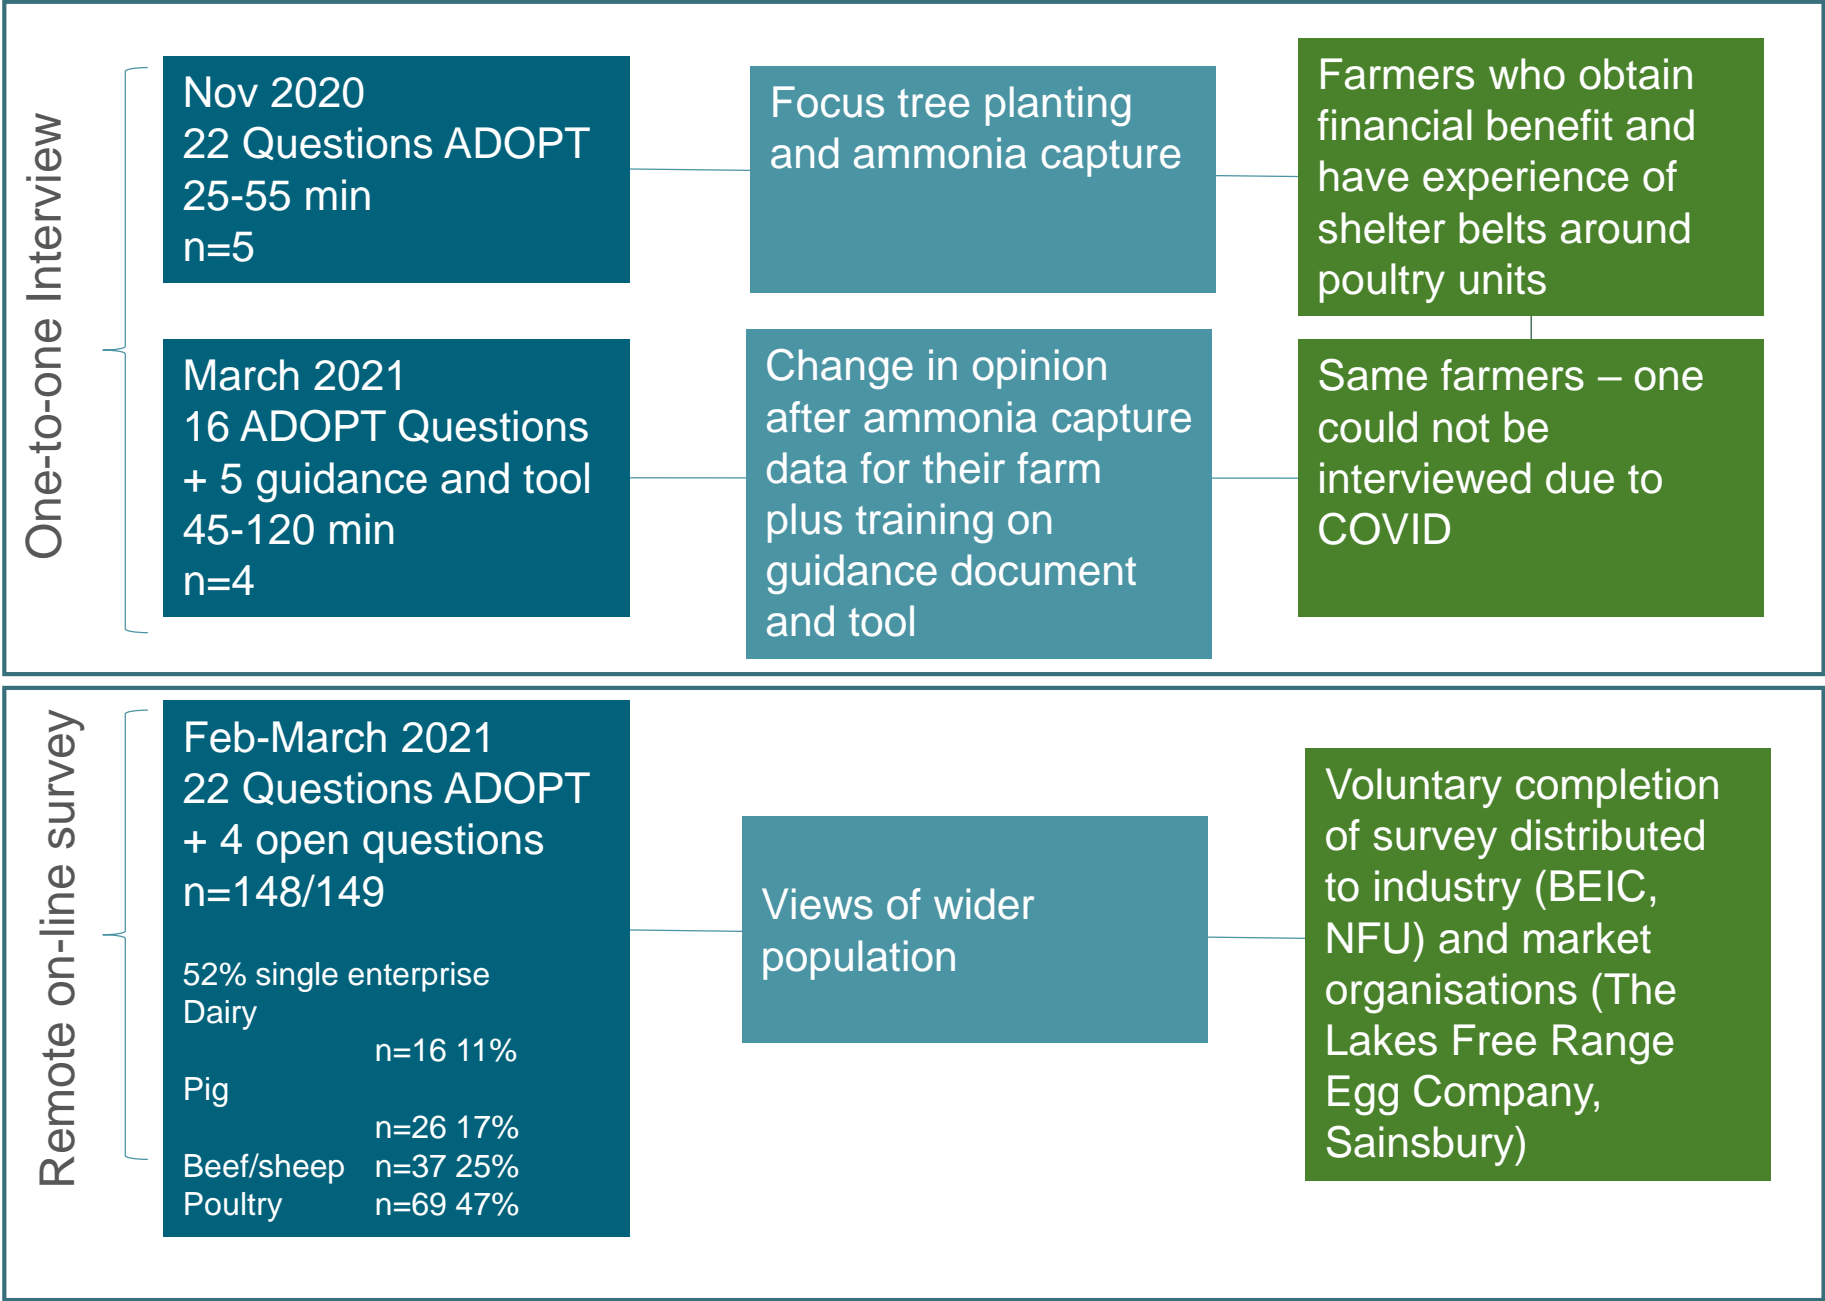 One-to-one Interview
Nov 2020
22 Questions ADOPT
25-55 min
n=5
Focus tree planting
and ammonia capture
Farmers who obtain
financial benefit and
have experience of
shelter belts around
poultry units
March 2021
16 ADOPT Questions
+ 5 guidance and tool
45-120 min
n=4
Change in opinion
after ammonia capture
data for their farm
plus training on
guidance document
and tool
Same farmers – one
could not be
interviewed due to
COVID
Remote on-line survey
Feb-March 2021
22 Questions ADOPT
+ 4 open questions
n=148/149
52% single enterprise
Dairy
n=16 11%
Pig
n=26 17%
Beef/sheep n=37 25%
Poultry n=69 47%
Views of wider
population
Voluntary completion
of survey distributed
to industry (BEIC,
NFU) and market
organisations (The
Lakes Free Range
Egg Company,
Sainsbury)